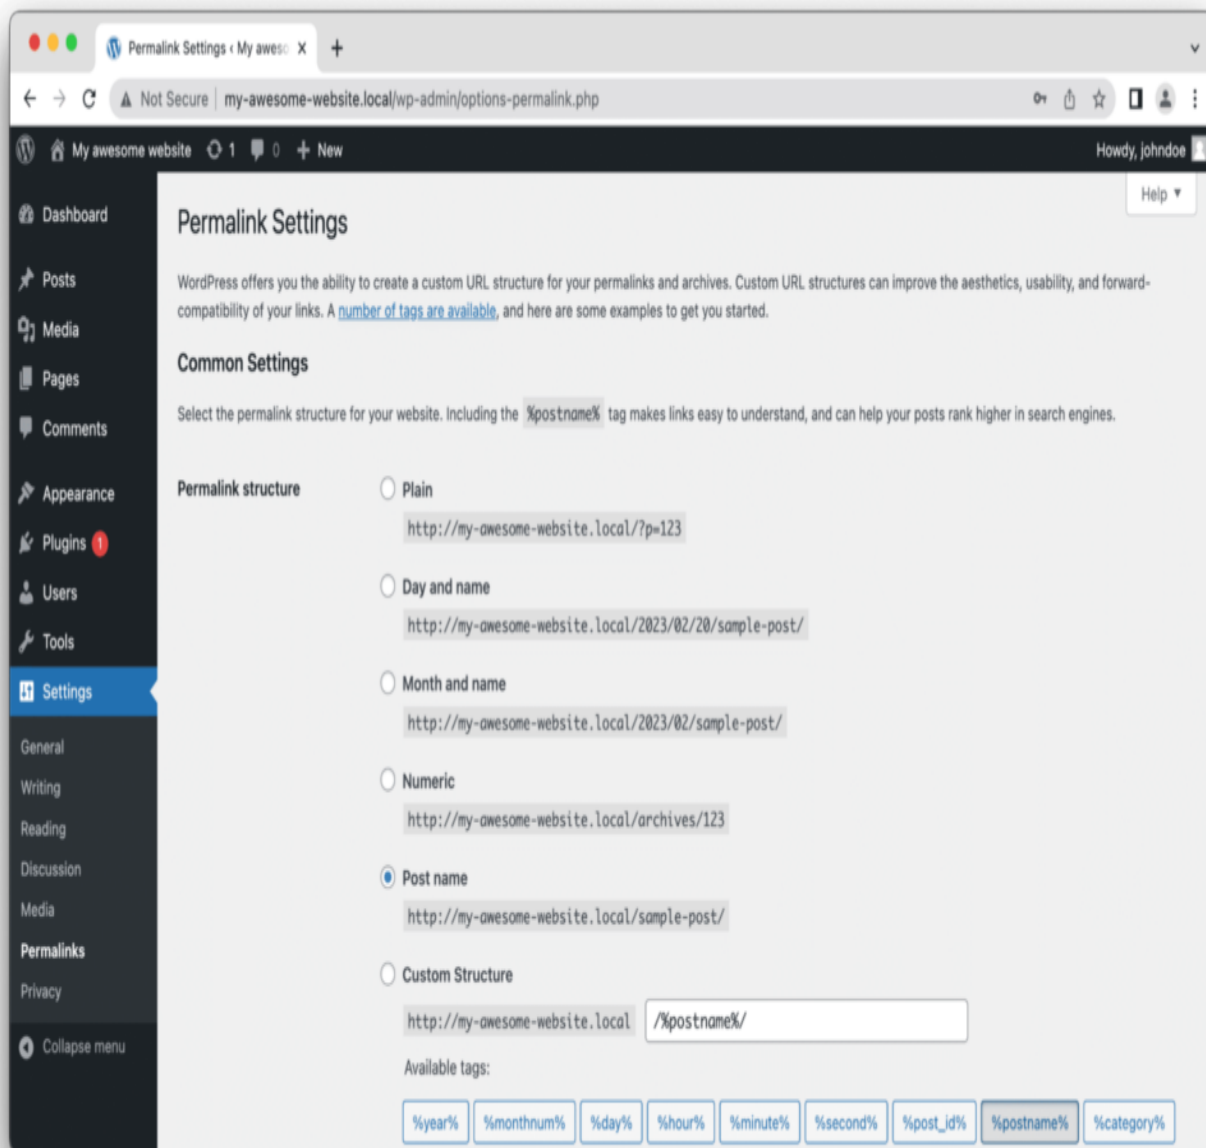 Permalink Settings ‹ My aweso
Not Secure my-awesome-website.local/wp-admin/options-permalink.php
My awesome website 1 0 New Howdy, johndoe
Help
Dashboard
Posts
Media
Pages
Comments
Appearance
Plugins 1
Users
Tools
Settings
General
Writing
Reading
Discussion
Media
Permalinks
Privacy
Collapse menu
Permalink Settings
WordPress offers you the ability to create a custom URL structure for your permalinks and archives. Custom URL structures can improve the aesthetics, usability, and forward-
compatibility of your links. A number of tags are available, and here are some examples to get you started.
Common Settings
Select the permalink structure for your website. Including the %postname% tag makes links easy to understand, and can help your posts rank higher in search engines.
Permalink structure
Plain
http://my-awesome-website.local/?p=123
Day and name
http://my-awesome-website.local/2023/02/20/sample-post/
Month and name
http://my-awesome-website.local/2023/02/sample-post/
Numeric
http://my-awesome-website.local/archives/123
Post name
http://my-awesome-website.local/sample-post/
Custom Structure
http://my-awesome-website.local /%postname%/
Available tags:
%year% %monthnum% %day% %hour% %minute% %second% %post_id% %postname% %category%